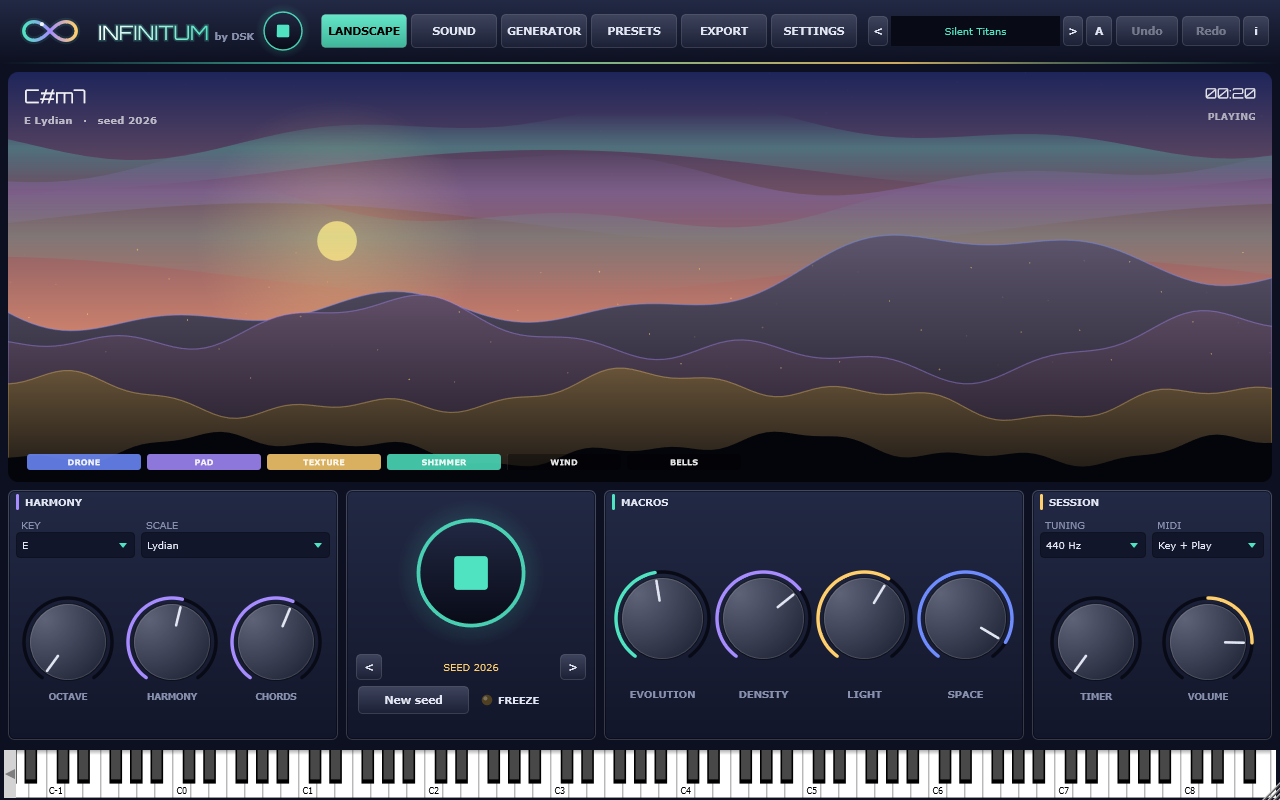 INFINITUM by DSK
LANDSCAPE
SOUND
GENERATOR
PRESETS
EXPORT
SETTINGS
<
Silent Titans
>
A
Undo
Redo
i
C#m7
E Lydian · seed 2026
00:20
PLAYING
DRONE
PAD
TEXTURE
SHIMMER
WIND
BELLS
HARMONY
KEY
SCALE
E
Lydian
OCTAVE
HARMONY
CHORDS
<
SEED 2026
>
New seed
FREEZE
MACROS
EVOLUTION
DENSITY
LIGHT
SPACE
SESSION
TUNING
MIDI
440 Hz
Key + Play
TIMER
VOLUME
C-1
C0
C1
C2
C3
C4
C5
C6
C7
C8